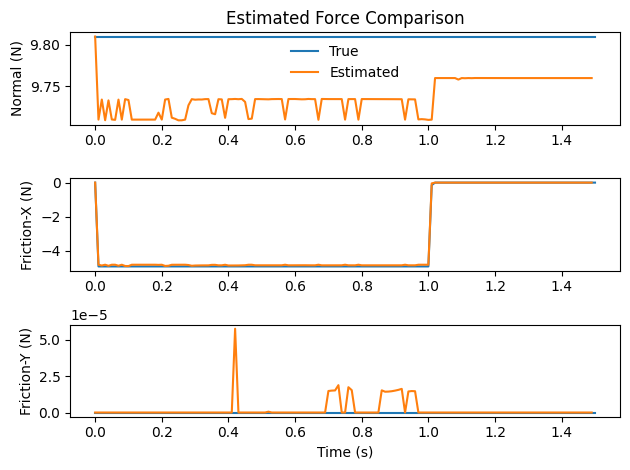 Estimated Force Comparison
Normal (N)
9.80
9.75
True
Estimated
0.0 0.2 0.4 0.6 0.8 1.0 1.2 1.4
Friction-X (N)
0
−2
−4
0.0 0.2 0.4 0.6 0.8 1.0 1.2 1.4
1e−5
Friction-Y (N)
5.0
2.5
0.0
0.0 0.2 0.4 0.6 0.8 1.0 1.2 1.4
Time (s)